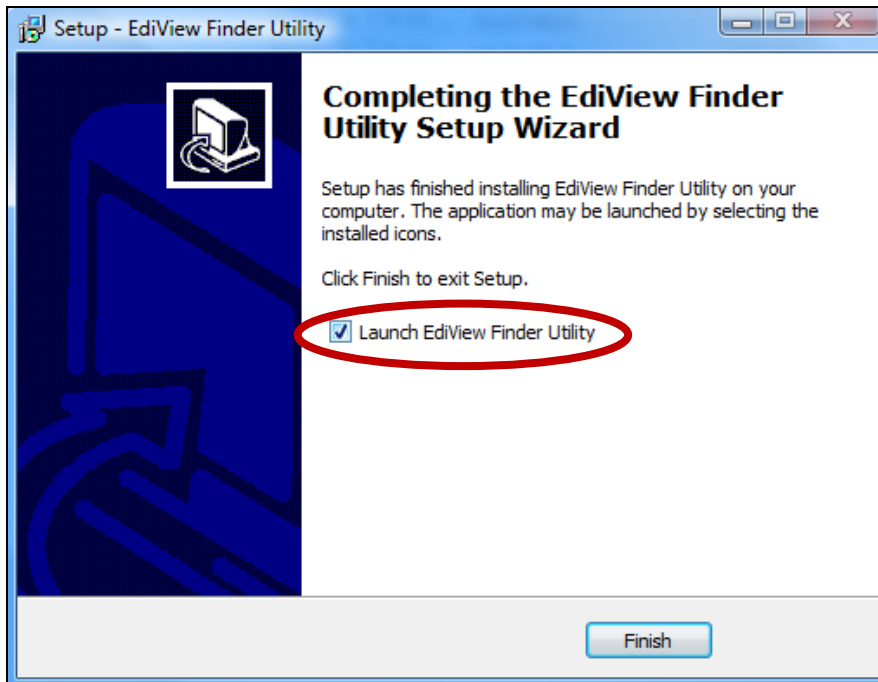 Setup - EdiView Finder Utility
Completing the EdiView Finder
Utility Setup Wizard
Setup has finished installing EdiView Finder Utility on your
computer. The application may be launched by selecting the
installed icons.
Click Finish to exit Setup.
Launch EdiView Finder Utility
Finish